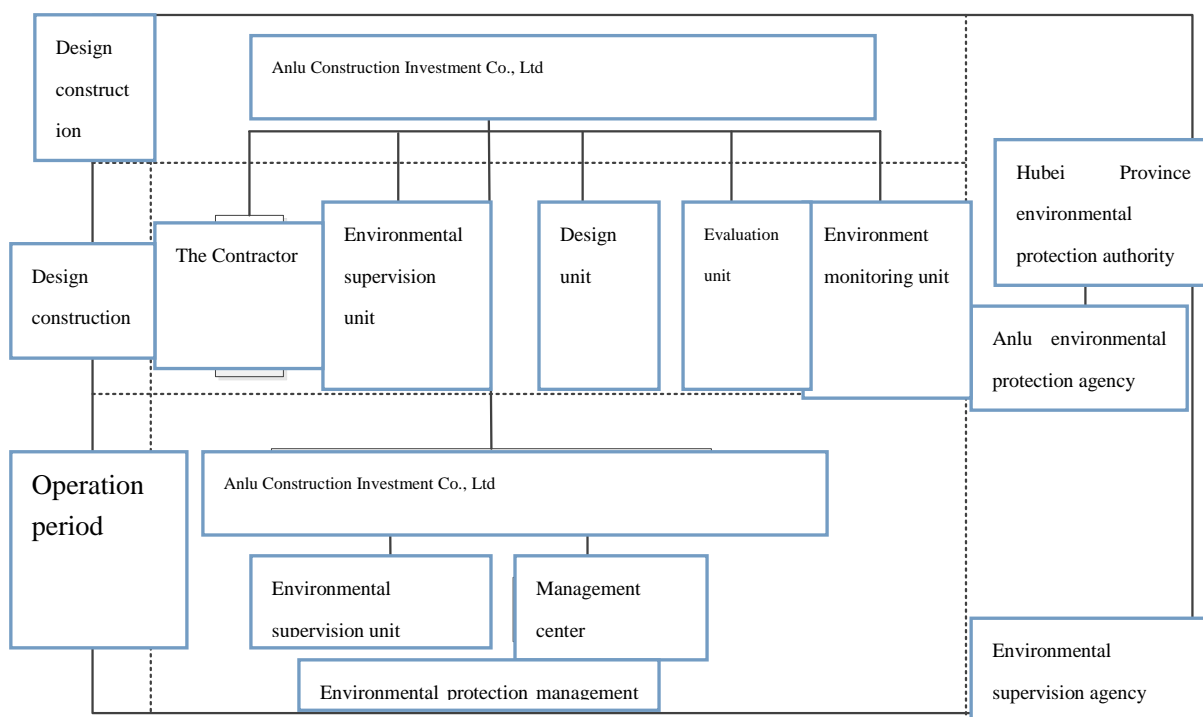 Design
construct
ion
Anlu Construction Investment Co., Ltd
Hubei Province
environmental
protection authority
Design
construction
The Contractor
Environmental
supervision
unit
Design
unit
Evaluation
unit
Environment
monitoring unit
Anlu environmental
protection agency
Operation
period
Anlu Construction Investment Co., Ltd
Environmental
supervision unit
Management
center
Environmental protection management
Environmental
supervision agency